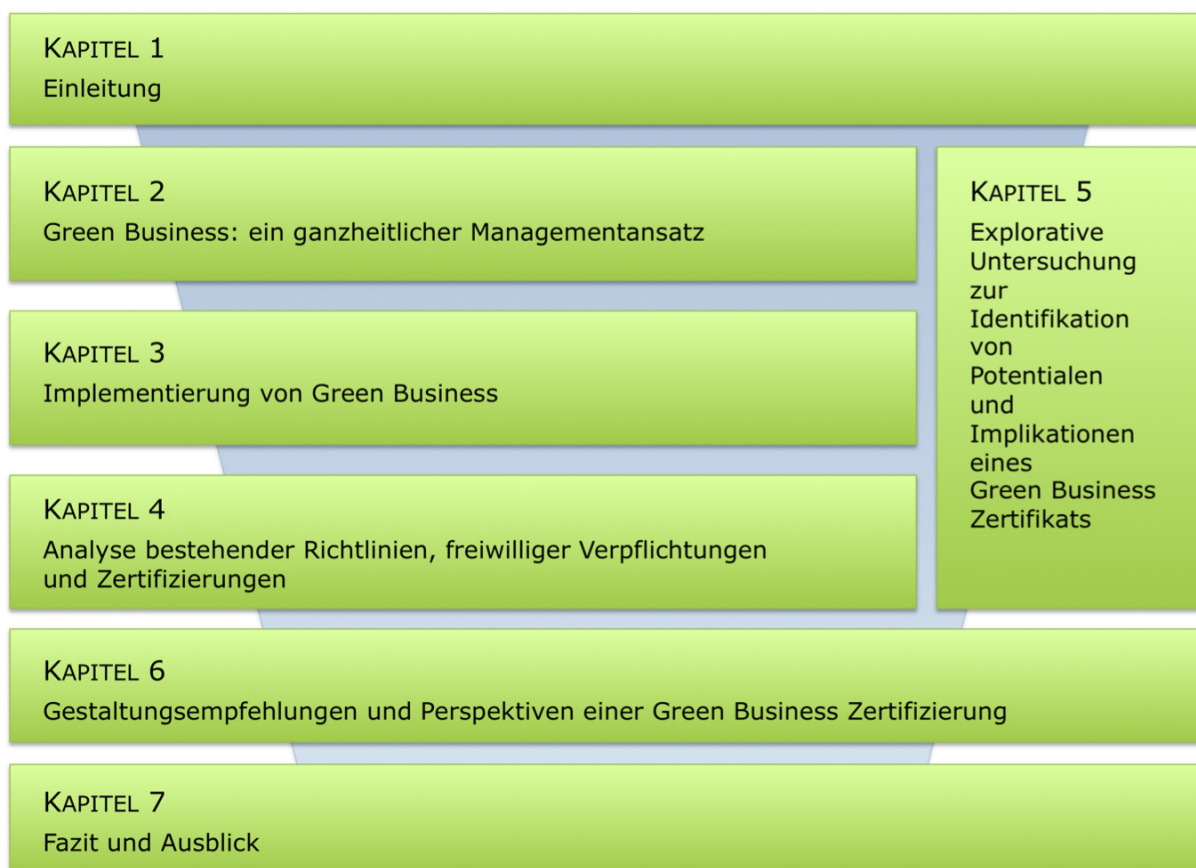 KAPITEL 1
Einleitung
KAPITEL 2
Green Business: ein ganzheitlicher Managementansatz
KAPITEL 3
Implementierung von Green Business
KAPITEL 4
Analyse bestehender Richtlinien, freiwilliger Verpflichtungen
und Zertifizierungen
KAPITEL 5
Explorative
Untersuchung
zur
Identifikation
von
Potentialen
und
Implikationen
eines
Green Business
Zertifikats
KAPITEL 6
Gestaltungsempfehlungen und Perspektiven einer Green Business Zertifizierung
KAPITEL 7
Fazit und Ausblick